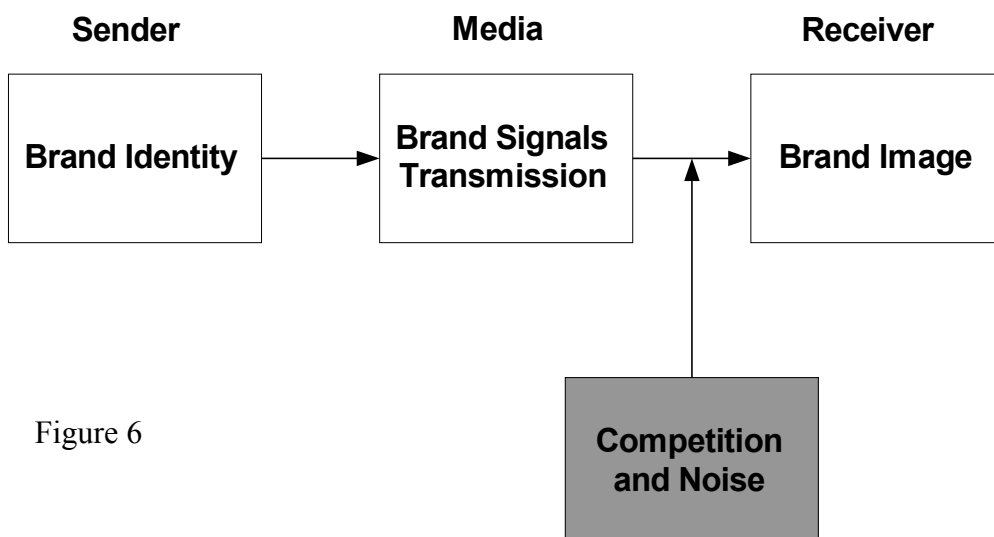 Sender Media Receiver
Brand Identity
Brand Signals
Transmission
Brand Image
Figure 6
Competition
and Noise